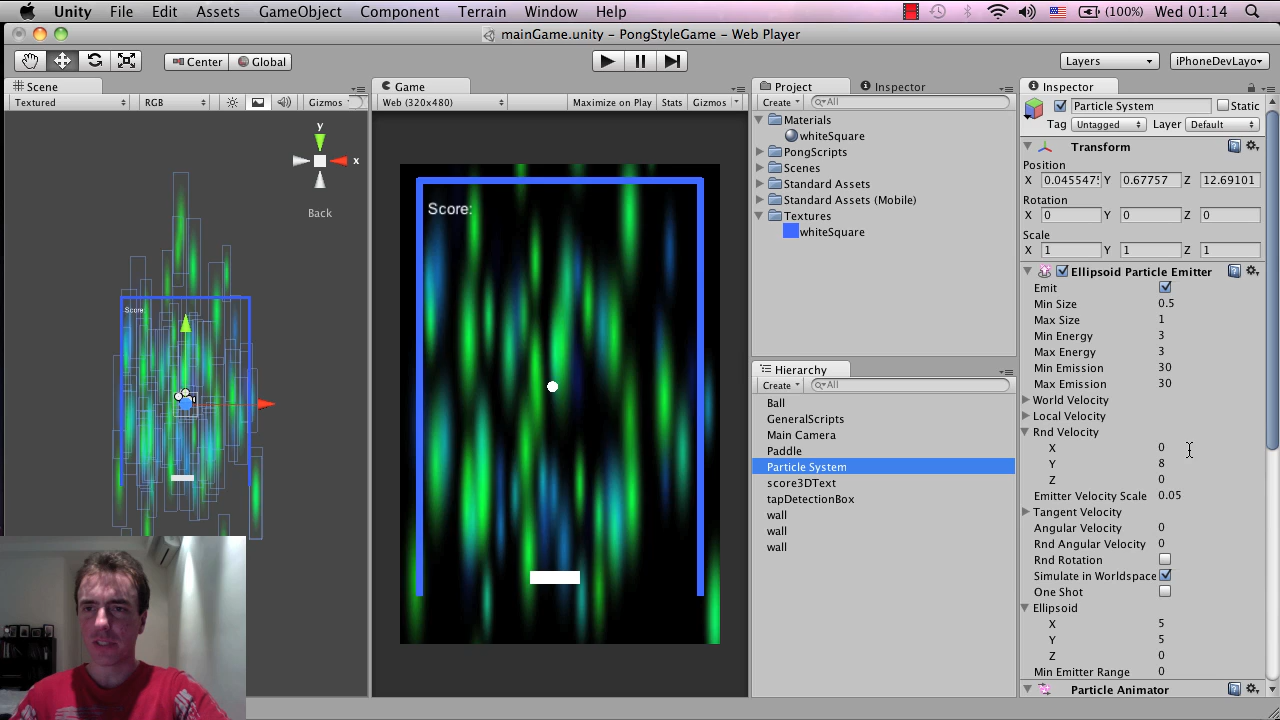 Unity File Edit Assets GameObject Component Terrain Window Help (100%) Wed 01:14
mainGame.unity – PongStyleGame – Web Player
Center Global Layers iPhoneDevLayo
Scene
Textured RGB Gizmos
y
x
Back
Score:
Game
Web (320x480) Maximize on Play Stats Gizmos
Score:
Project Inspector
Create All
Materials
whiteSquare
PongScripts
Scenes
Standard Assets
Standard Assets (Mobile)
Textures
whiteSquare
Hierarchy
Create All
Ball
GeneralScripts
Main Camera
Paddle
Particle System
score3DText
tapDetectionBox
wall
wall
wall
Inspector
Particle System Static
Tag Untagged Layer Default
Transform
Position
X 0.045547 Y 0.67757 Z 12.69101
Rotation
X 0 Y 0 Z 0
Scale
X 1 Y 1 Z 1
Ellipsoid Particle Emitter
Emit
Min Size 0.5
Max Size 1
Min Energy 3
Max Energy 3
Min Emission 30
Max Emission 30
World Velocity
Local Velocity
Rnd Velocity
X 0
Y 8
Z 0
Emitter Velocity Scale 0.05
Tangent Velocity
Angular Velocity 0
Rnd Angular Velocity 0
Rnd Rotation
Simulate in Worldspace
One Shot
Ellipsoid
X 5
Y 5
Z 0
Min Emitter Range 0
Particle Animator